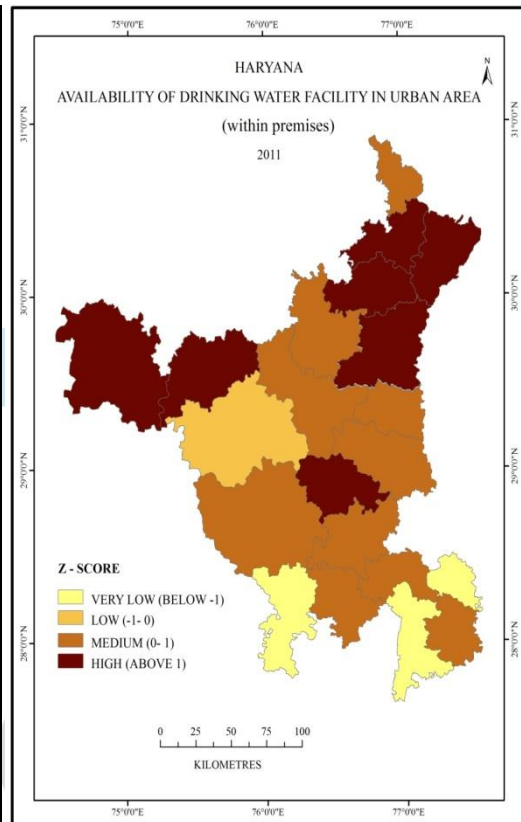 75°0'0"E 76°0'0"E 77°0'0"E
N
HARYANA
AVAILABILITY OF DRINKING WATER FACILITY IN URBAN AREA
(within premises)
2011
31°0'0"N 31°0'0"N
30°0'0"N 30°0'0"N
29°0'0"N 29°0'0"N
28°0'0"N 28°0'0"N
Z - SCORE
VERY LOW (BELOW -1)
LOW (-1- 0)
MEDIUM (0- 1)
HIGH (ABOVE 1)
0 25 50 75 100
KILOMETRES
75°0'0"E 76°0'0"E 77°0'0"E